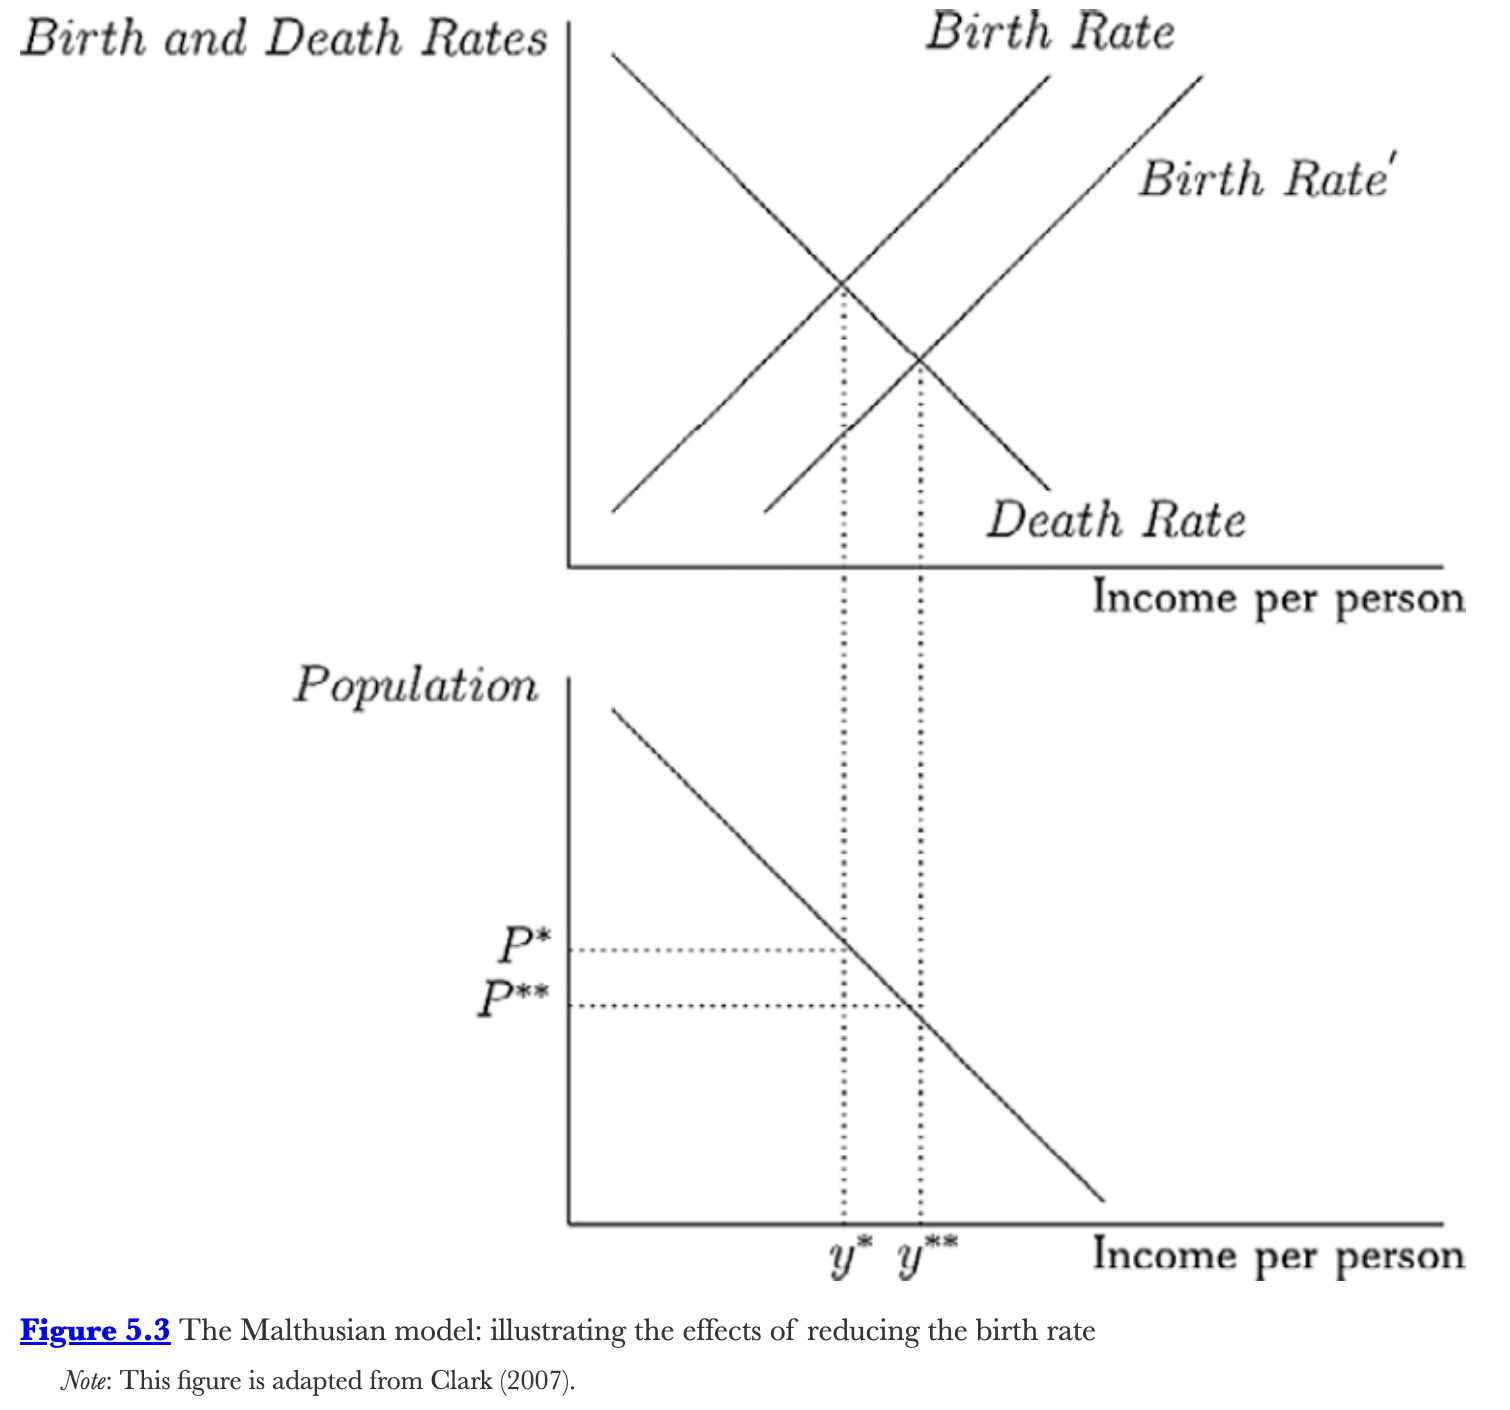 Birth and Death Rates
Birth Rate
Birth Rate′
Death Rate
Income per person
Population
P*
P**
y* y**
Income per person
Figure 5.3 The Malthusian model: illustrating the effects of reducing the birth rate
Note: This figure is adapted from Clark (2007).